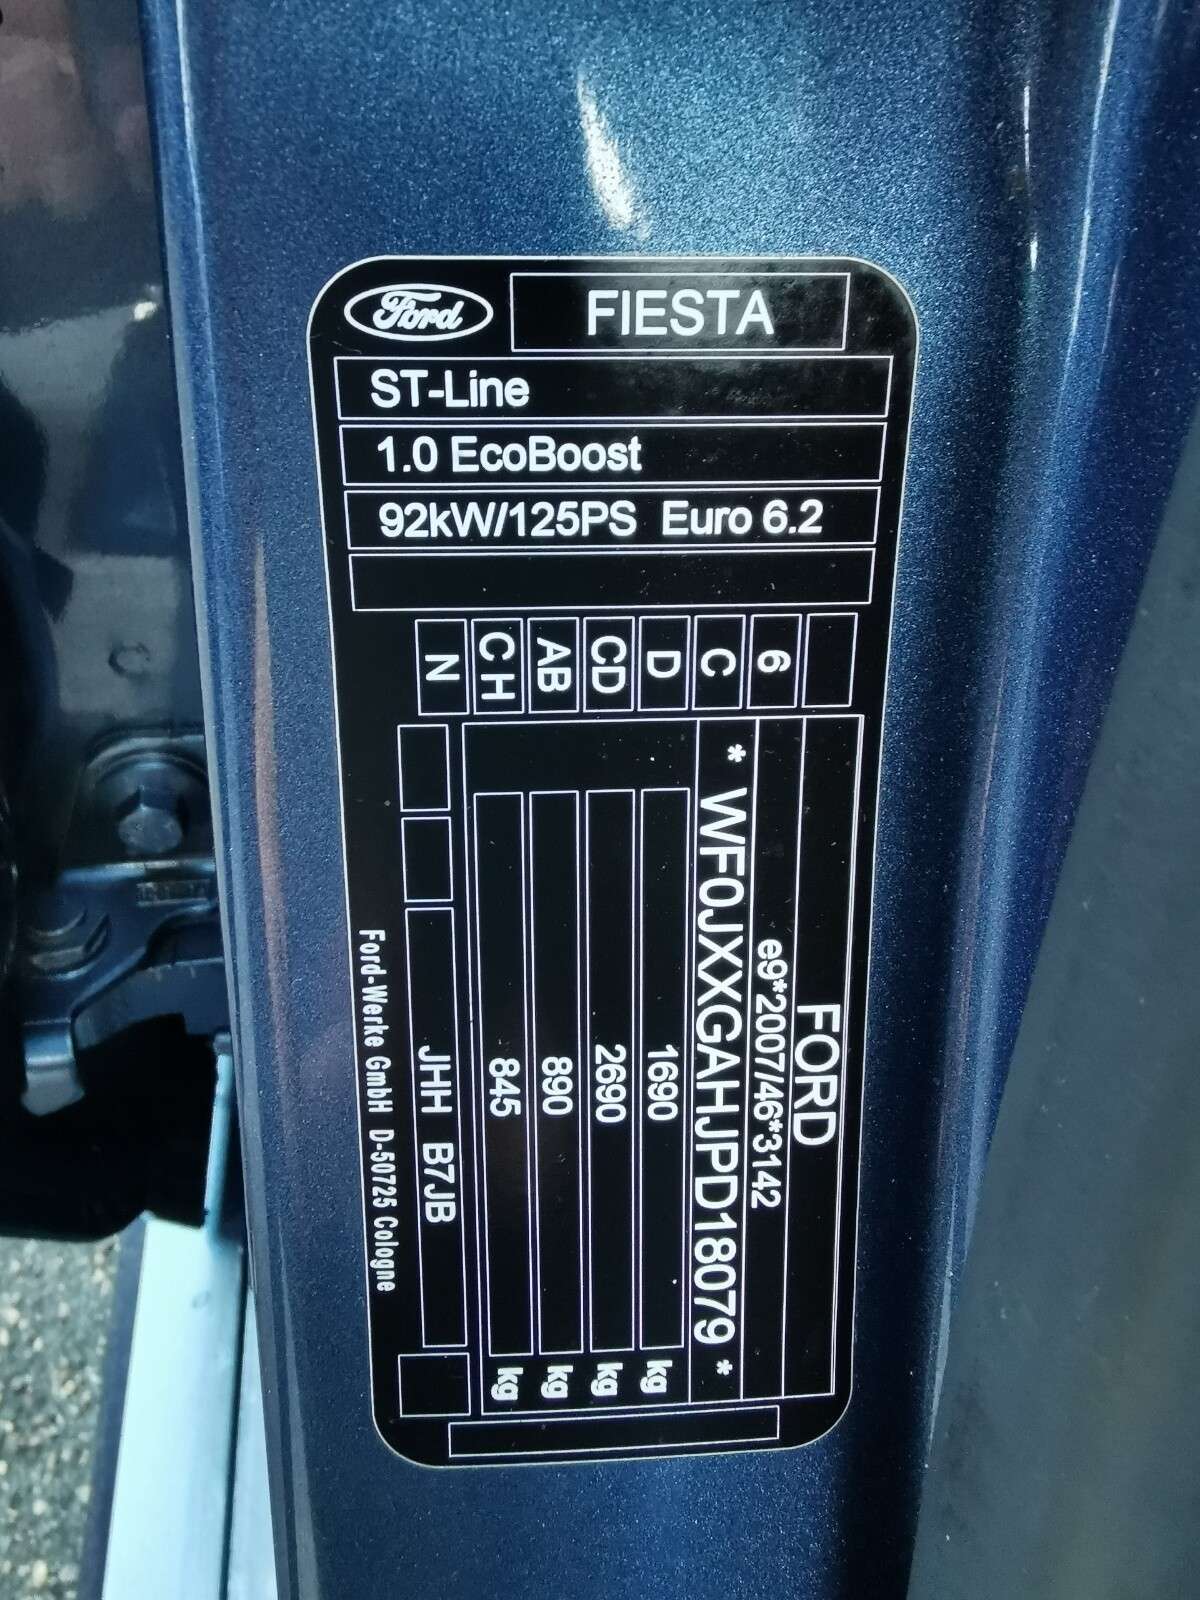 Ford FIESTA
ST-Line
1.0 EcoBoost
92kW/125PS Euro 6.2
FORD
6 e9*2007/46*3142
C * WF0JXXGAHJPD18079 *
D 1690 kg
CD 2690 kg
AB 890 kg
C H 845 kg
N JHH B7JB
Ford-Werke GmbH D-50725 Cologne